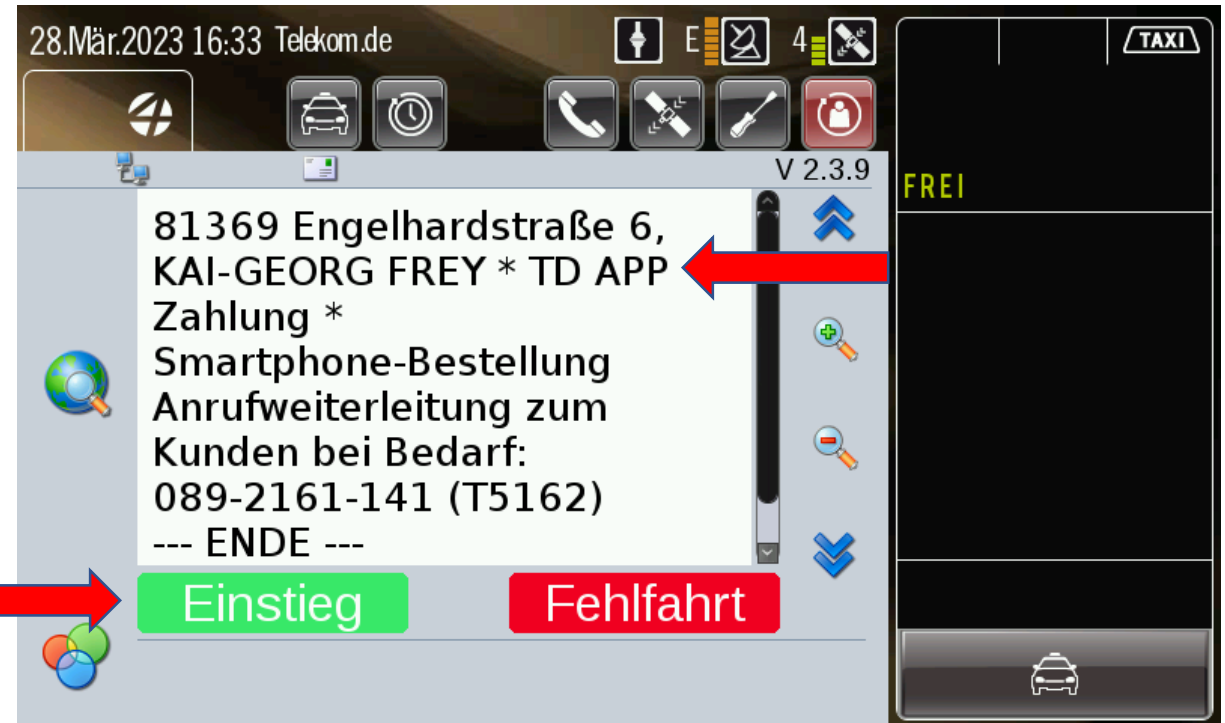 28.Mär.2023 16:33 Telekom.de E 4
TAXI
V 2.3.9
FREI
81369 Engelhardstraße 6,
KAI-GEORG FREY * TD APP
Zahlung *
Smartphone-Bestellung
Anrufweiterleitung zum
Kunden bei Bedarf:
089-2161-141 (T5162)
--- ENDE ---
Einstieg Fehlfahrt